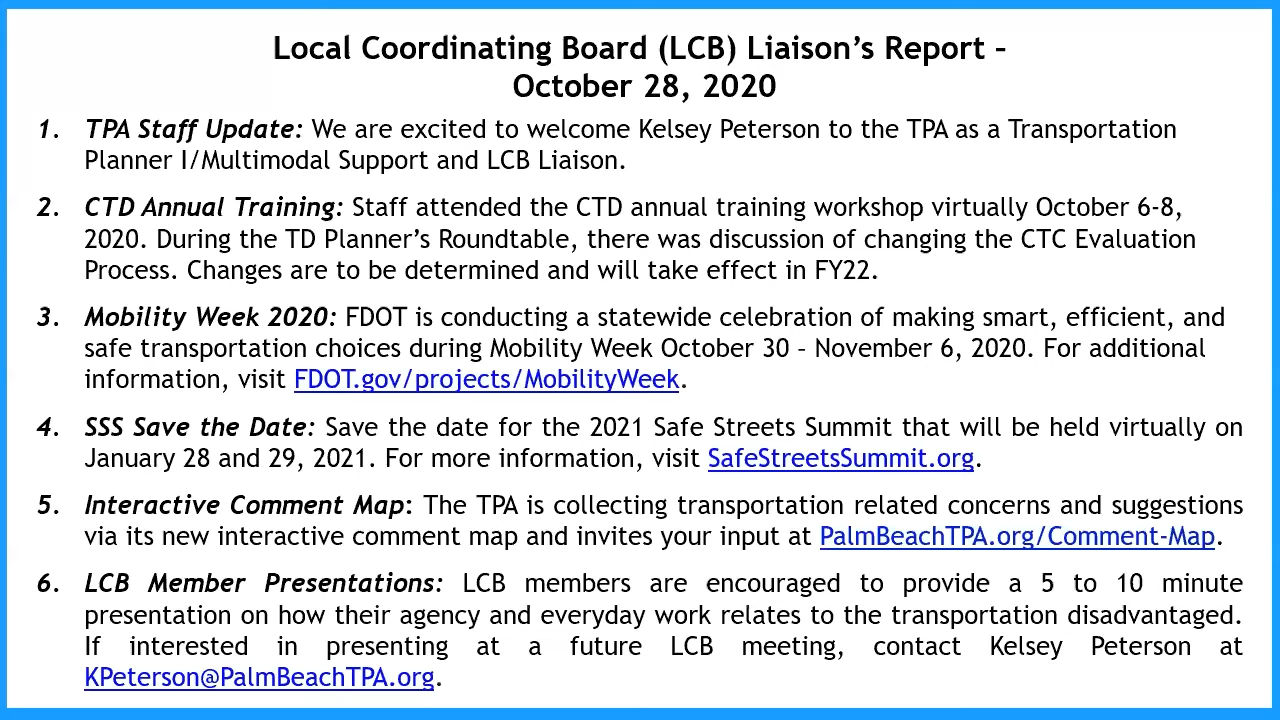 Local Coordinating Board (LCB) Liaison’s Report –
October 28, 2020
1. TPA Staff Update: We are excited to welcome Kelsey Peterson to the TPA as a Transportation
Planner I/Multimodal Support and LCB Liaison.
2. CTD Annual Training: Staff attended the CTD annual training workshop virtually October 6-8,
2020. During the TD Planner’s Roundtable, there was discussion of changing the CTC Evaluation
Process. Changes are to be determined and will take effect in FY22.
3. Mobility Week 2020: FDOT is conducting a statewide celebration of making smart, efficient, and
safe transportation choices during Mobility Week October 30 – November 6, 2020. For additional
information, visit FDOT.gov/projects/MobilityWeek.
4. SSS Save the Date: Save the date for the 2021 Safe Streets Summit that will be held virtually on
January 28 and 29, 2021. For more information, visit SafeStreetsSummit.org.
5. Interactive Comment Map: The TPA is collecting transportation related concerns and suggestions
via its new interactive comment map and invites your input at PalmBeachTPA.org/Comment-Map.
6. LCB Member Presentations: LCB members are encouraged to provide a 5 to 10 minute
presentation on how their agency and everyday work relates to the transportation disadvantaged.
If interested in presenting at a future LCB meeting, contact Kelsey Peterson at
KPeterson@PalmBeachTPA.org.